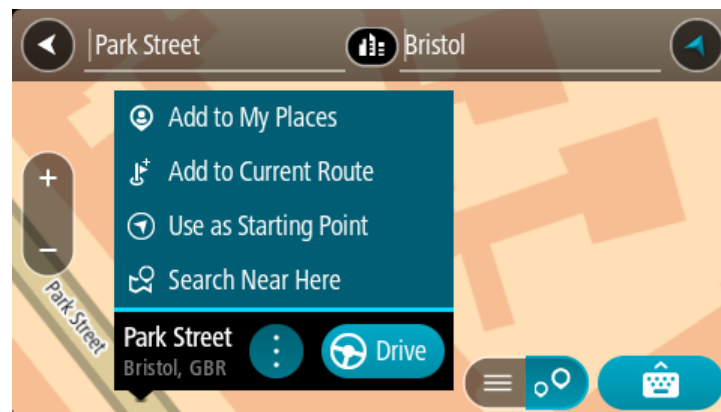 Park Street Bristol
Add to My Places
Add to Current Route
Use as Starting Point
Search Near Here
Park Street
Park Street
Bristol, GBR
Drive